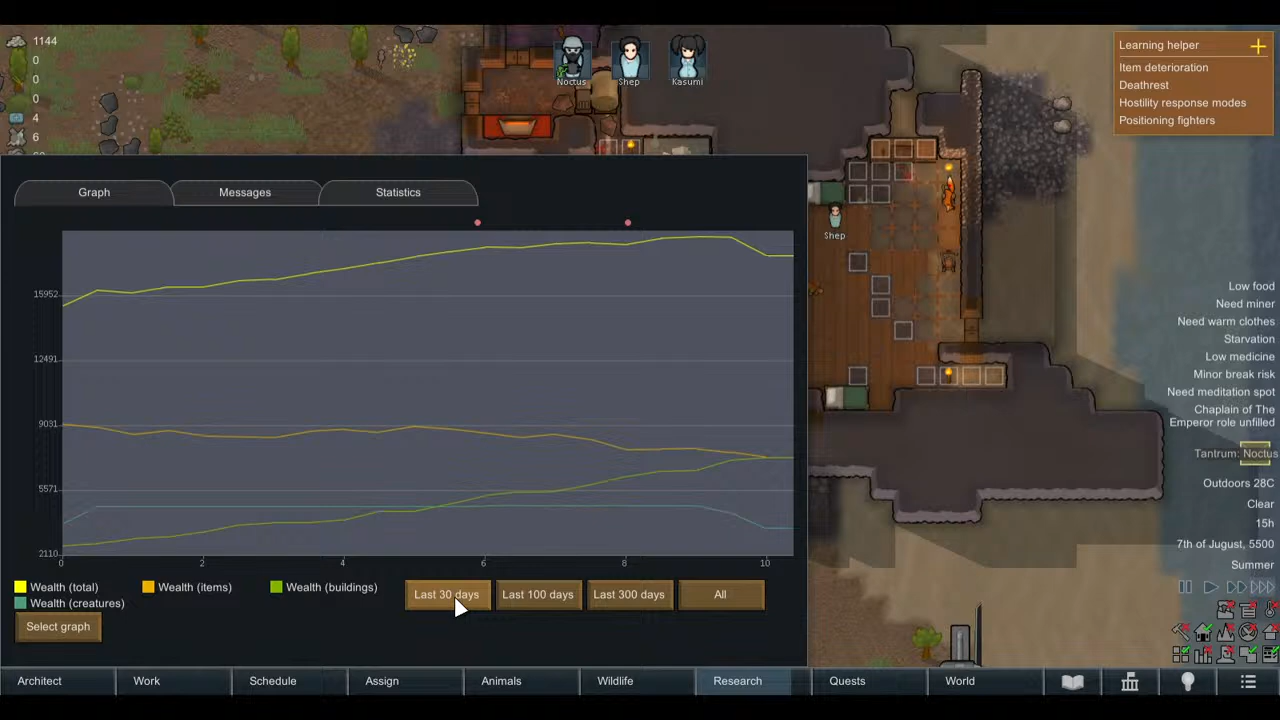 1144
0
0
0
4
6
Noctus
Shep
Kasumi
Learning helper
Item deterioration
Deathrest
Hostility response modes
Positioning fighters
Graph
Messages
Statistics
Shep
15952
12491
9031
5571
2110
0
2
4
6
8
10
Wealth (total)
Wealth (items)
Wealth (buildings)
Wealth (creatures)
Last 30 days
Last 100 days
Last 300 days
All
Select graph
Low food
Need miner
Need warm clothes
Starvation
Low medicine
Minor break risk
Need meditation spot
Chaplain of The
Emperor role unfilled
Tantrum: Noctus
Outdoors 28C
Clear
15h
7th of Jugust, 5500
Summer
Architect
Work
Schedule
Assign
Animals
Wildlife
Research
Quests
World